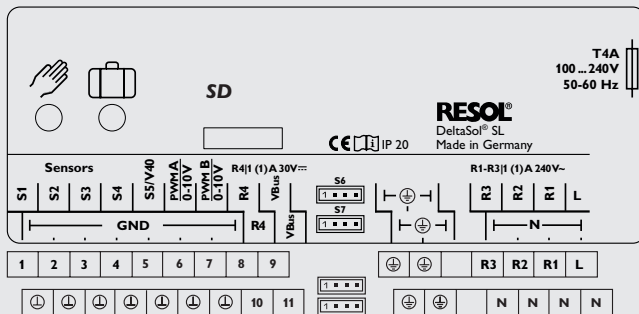 T4A
100 ... 240V
50-60 Hz
SD
RESOL®
DeltaSol® SL
Made in Germany
CE IP 20
Sensors
R4|1 (1) A 30V⎓
R1-R3|1 (1) A 240V~
S1 S2 S3 S4 S5/V40 PWM A 0-10V PWM B 0-10V R4 VBus S6 R3 R2 R1 L
S7
GND R4 VBus N
1 2 3 4 5 6 7 8 9 R3 R2 R1 L
1
10 11 N N N N
1